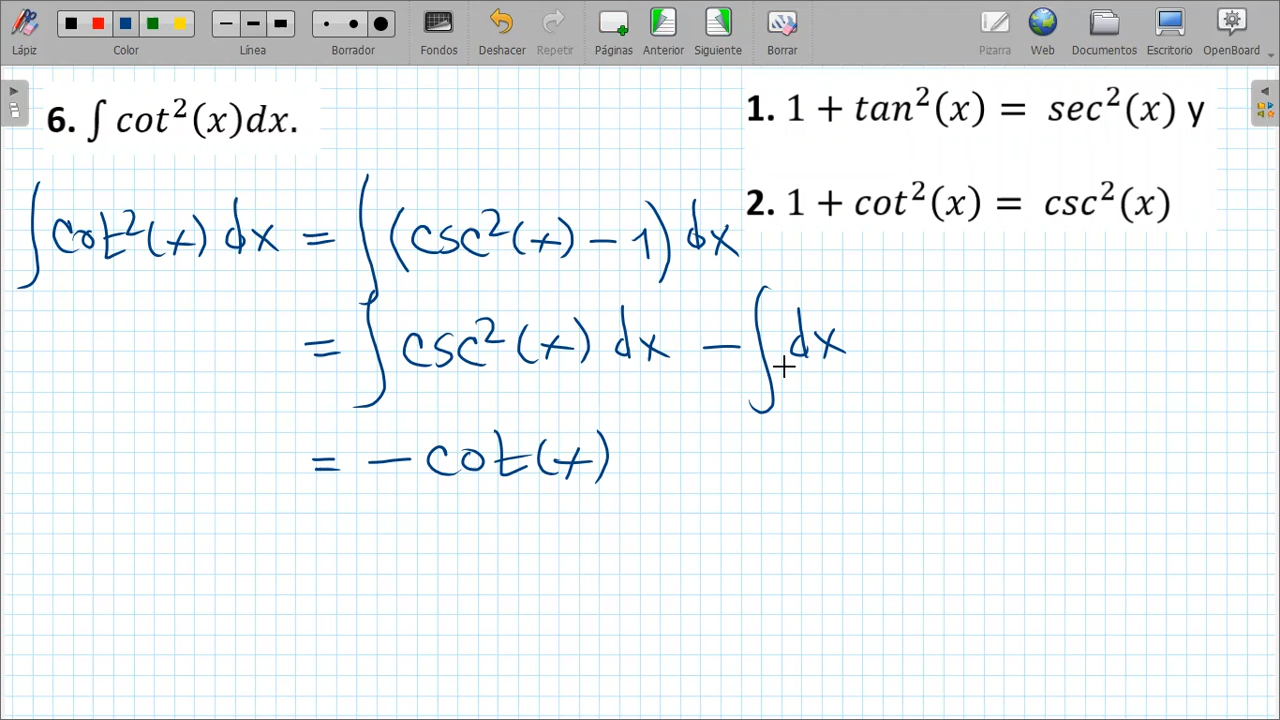 Lápiz Color Línea Borrador Fondos Deshacer Repetir Páginas Anterior Siguiente Borrar Pizarra Web Documentos Escritorio OpenBoard
6. ∫ cot²(x)dx.
1. 1 + tan²(x) = sec²(x) y
2. 1 + cot²(x) = csc²(x)
∫ cot²(x) dx = ∫ (csc²(x) − 1) dx
= ∫ csc²(x) dx − ∫ dx
= − cot(x)